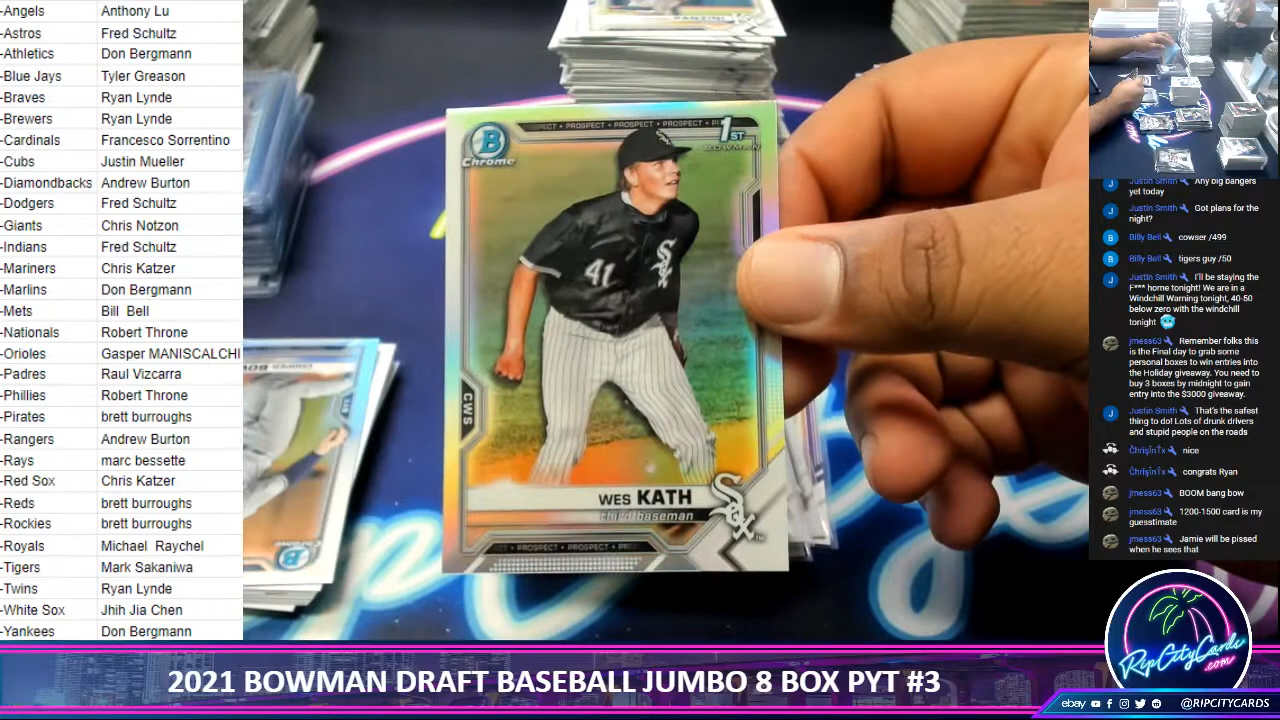 -Angels Anthony Lu
-Astros Fred Schultz
-Athletics Don Bergmann
-Blue Jays Tyler Greason
-Braves Ryan Lynde
-Brewers Ryan Lynde
-Cardinals Francesco Sorrentino
-Cubs Justin Mueller
-Diamondbacks Andrew Burton
-Dodgers Fred Schultz
-Giants Chris Notzon
-Indians Fred Schultz
-Mariners Chris Katzer
-Marlins Don Bergmann
-Mets Bill Bell
-Nationals Robert Throne
-Orioles Gasper MANISCALCHI
-Padres Raul Vizcarra
-Phillies Robert Throne
-Pirates brett burroughs
-Rangers Andrew Burton
-Rays marc bessette
-Red Sox Chris Katzer
-Reds brett burroughs
-Rockies brett burroughs
-Royals Michael Raychel
-Tigers Mark Sakaniwa
-Twins Ryan Lynde
-White Sox Jhih Jia Chen
-Yankees Don Bergmann
B
Chrome
PROSPECT • PROSPECT • PROSPECT
1ST
BOWMAN
Sox
41
CWS
WES KATH
third baseman
Sox
PROSPECT • PROSPECT
B
J Justin Smith Any big bangers
yet today
J Justin Smith Got plans for the
night?
B Billy Bell cowser /499
B Billy Bell tigers guy /50
J Justin Smith I'll be staying the
F*** home tonight! We are in a
Windchill Warning tonight, 40-50
below zero with the windchill
tonight
jmess63 Remember folks this
is the Final day to grab some
personal boxes to win entries into
the Holiday giveaway. You need to
buy 3 boxes by midnight to gain
entry into the $3000 giveaway.
J Justin Smith That's the safest
thing to do! Lots of drunk drivers
and stupid people on the roads
nice
congrats Ryan
jmess63 BOOM bang bow
jmess63 1200-1500 card is my
guesstimate
jmess63 Jamie will be pissed
when he sees that
RipCityCards
.com
2021 BOWMAN DRAFT BASEBALL JUMBO 8 BOX PYT #3
ebay @RIPCITYCARDS